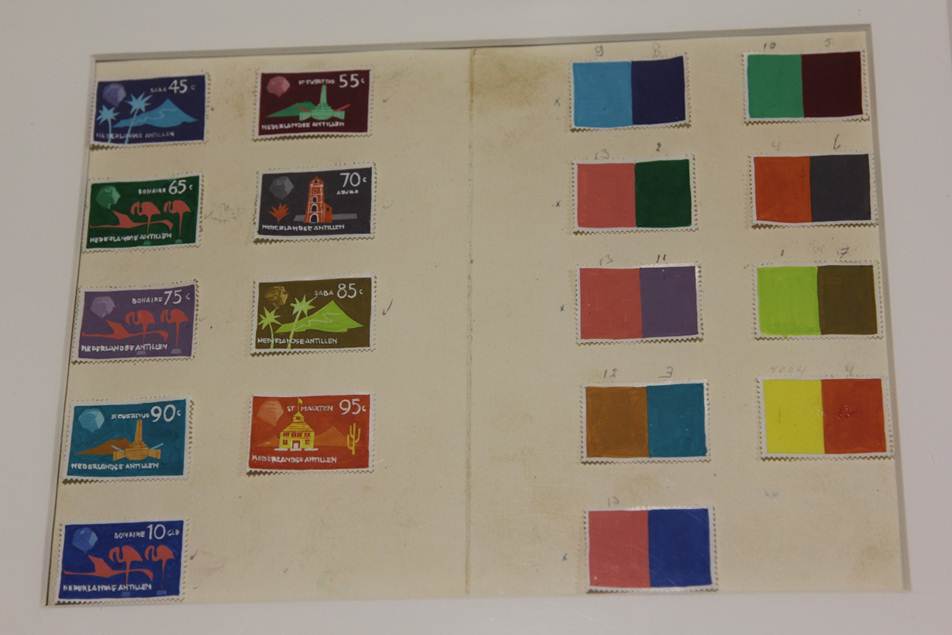 SABA 45C
NEDERLANDSE ANTILLEN
ST EUSTATIUS 55C
NEDERLANDSE ANTILLEN
BONAIRE 65C
NEDERLANDSE ANTILLEN
70C
ARUBA
NEDERLANDSE ANTILLEN
BONAIRE 75C
NEDERLANDSE ANTILLEN
SABA 85C
NEDERLANDSE ANTILLEN
ST EUSTATIUS 90C
NEDERLANDSE ANTILLEN
ST MAARTEN 95C
NEDERLANDSE ANTILLEN
BONAIRE 10 GLD
NEDERLANDSE ANTILLEN
9 8
10 5
13 2
4 6
13 11
1 7
12 3
13